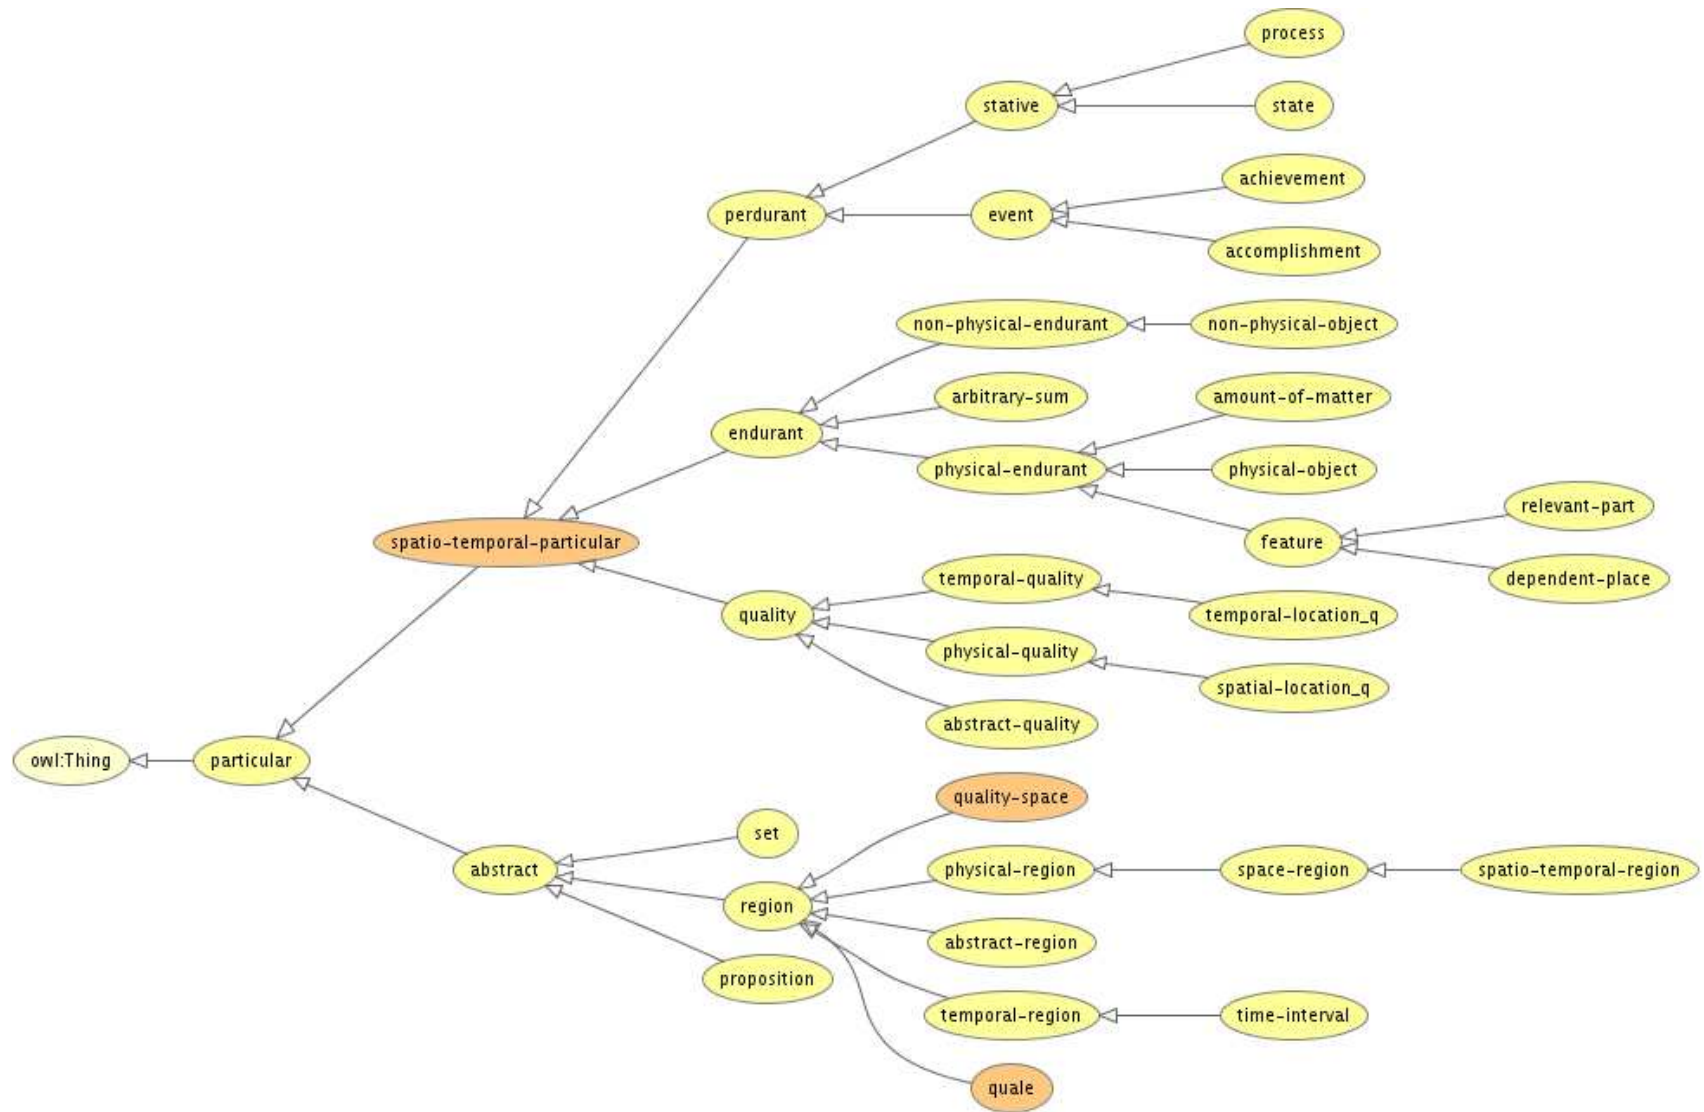 process
stative
state
achievement
perdurant
event
accomplishment
non-physical-endurant
non-physical-object
arbitrary-sum
amount-of-matter
endurant
physical-endurant
physical-object
relevant-part
spatio-temporal-particular
feature
temporal-quality
dependent-place
quality
temporal-location_q
physical-quality
spatial-location_q
abstract-quality
owl:Thing
particular
quality-space
set
abstract
physical-region
space-region
spatio-temporal-region
region
abstract-region
proposition
temporal-region
time-interval
quale